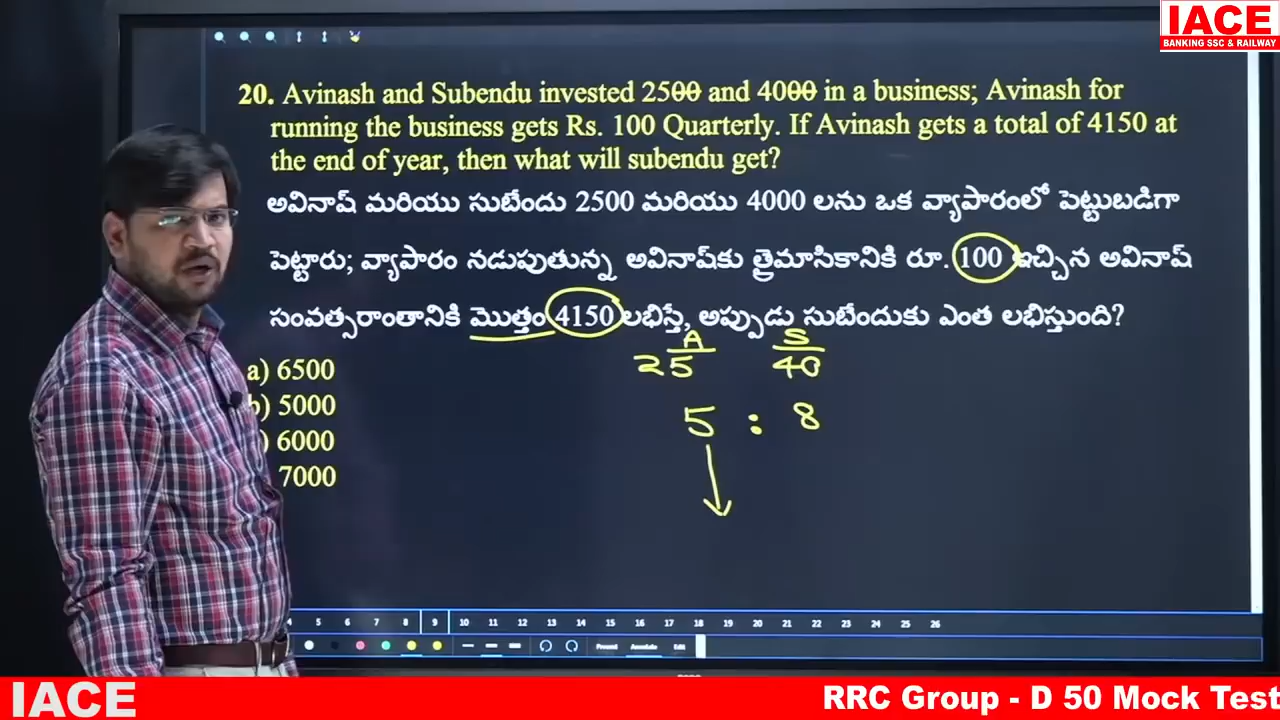 IACE
BANKING SSC & RAILWAY
20. Avinash and Subendu invested 2500 and 4000 in a business; Avinash for
running the business gets Rs. 100 Quarterly. If Avinash gets a total of 4150 at
the end of year, then what will subendu get?
అవినాష్ మరియు సుబేందు 2500 మరియు 4000 లను ఒక వ్యాపారంలో పెట్టుబడిగా
పెట్టారు; వ్యాపారం నడుపుతున్న అవినాష్‌కు త్రైమాసికానికి రూ. 100 ఇచ్చిన అవినాష్
సంవత్సరాంతానికి మొత్తం 4150 లభిస్తే, అప్పుడు సుబేందుకు ఎంత లభిస్తుంది?
A S
25 40
5 : 8
a) 6500
b) 5000
) 6000
7000
4 5 6 7 8 9 10 11 12 13 14 15 16 17 18 19 20 21 22 23 24 25 26
Annotate Edit
IACE
RRC Group - D 50 Mock Test